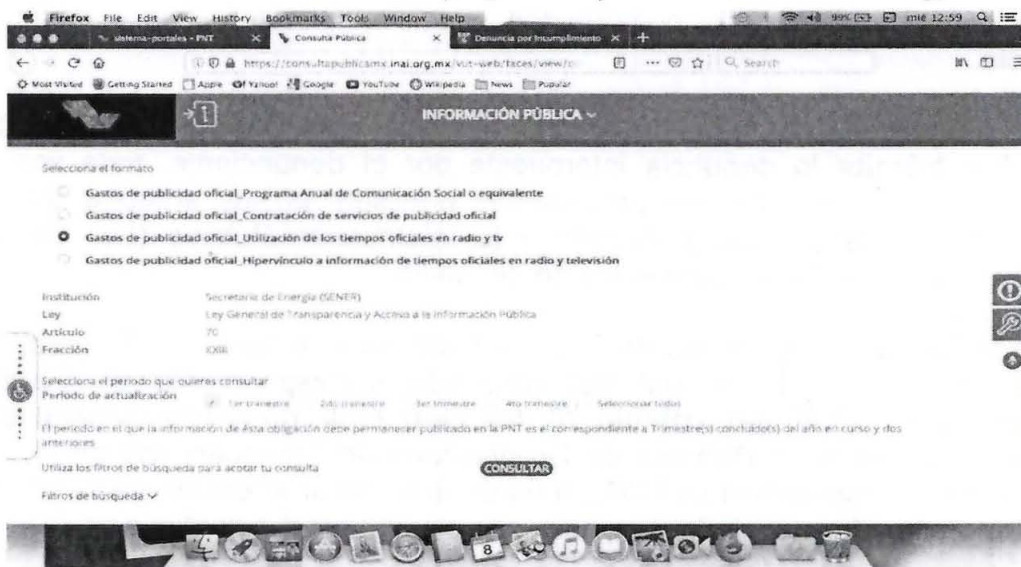 Firefox File Edit View History Bookmarks Tools Window Help 99% mié 12:59
sistema-portales - PNT Consulta Pública Denuncia por Incumplimiento
https://consultapublicamx.inai.org.mx/vut-web/faces/view/ Search
Most Visited Getting Started Apple Yahoo! Google YouTube Wikipedia News Popular
INFORMACIÓN PÚBLICA
Selecciona el formato
Gastos de publicidad oficial_Programa Anual de Comunicación Social o equivalente
Gastos de publicidad oficial_Contratación de servicios de publicidad oficial
Gastos de publicidad oficial_Utilización de los tiempos oficiales en radio y tv
Gastos de publicidad oficial_Hipervínculo a información de tiempos oficiales en radio y televisión
Institución Secretaría de Energía (SENER)
Ley Ley General de Transparencia y Acceso a la Información Pública
Artículo 70
Fracción XXIII
Selecciona el periodo que quieres consultar
Periodo de actualización 1er trimestre 2do trimestre 3er trimestre 4to trimestre Seleccionar todos
El periodo en el que la información de ésta obligación debe permanecer publicado en la PNT es el correspondiente a Trimestre(s) concluido(s) del año en curso y dos
anteriores
Utiliza los filtros de búsqueda para acotar tu consulta CONSULTAR
Filtros de búsqueda
8